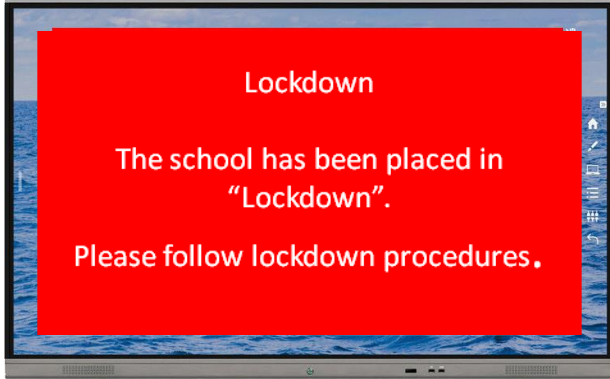 Lockdown
The school has been placed in
“Lockdown”.
Please follow lockdown procedures.